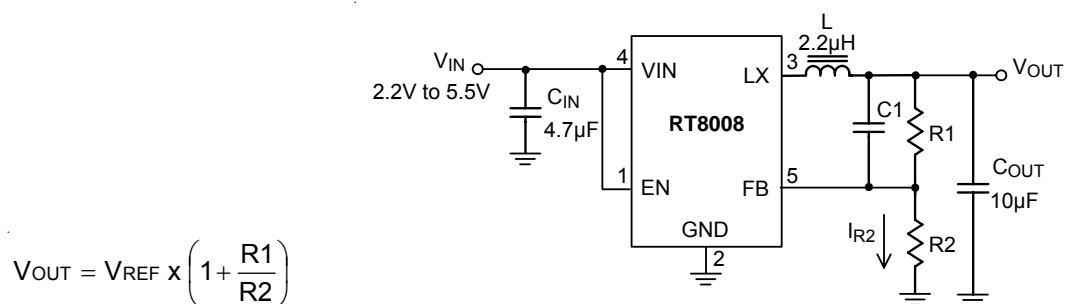 L
2.2µH
VIN
2.2V to 5.5V
CIN
4.7µF
4
VIN
LX
3
RT8008
1
EN
FB
5
GND
2
C1
R1
VOUT
COUT
10µF
IR2
R2
VOUT = VREF x (1 + R1/R2)